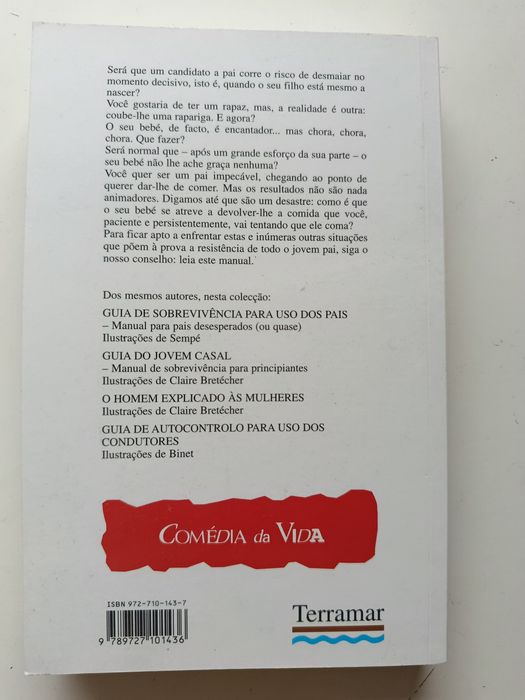 Será que um candidato a pai corre o risco de desmaiar no
momento decisivo, isto é, quando o seu filho está mesmo a
nascer?
Você gostaria de ter um rapaz, mas, a realidade é outra:
coube-lhe uma rapariga. E agora?
O seu bebé, de facto, é encantador... mas chora, chora,
chora. Que fazer?
Será normal que – após um grande esforço da sua parte – o
seu bebé não lhe ache graça nenhuma?
Você quer ser um pai impecável, chegando ao ponto de
querer dar-lhe de comer. Mas os resultados não são nada
animadores. Digamos até que são um desastre: como é que
o seu bebé se atreve a devolver-lhe a comida que você,
paciente e persistentemente, vai tentando que ele coma?
Para ficar apto a enfrentar estas e inúmeras outras situações
que põem à prova a resistência de todo o jovem pai, siga o
nosso conselho: leia este manual.
Dos mesmos autores, nesta colecção:
GUIA DE SOBREVIVÊNCIA PARA USO DOS PAIS
– Manual para pais desesperados (ou quase)
Ilustrações de Sempé
GUIA DO JOVEM CASAL
– Manual de sobrevivência para principiantes
Ilustrações de Claire Bretécher
O HOMEM EXPLICADO ÀS MULHERES
Ilustrações de Claire Bretécher
GUIA DE AUTOCONTROLO PARA USO DOS
CONDUTORES
Ilustrações de Binet
COMÉDIA da VIDA
ISBN 972-710-143-7
9 789727 101436
Terramar